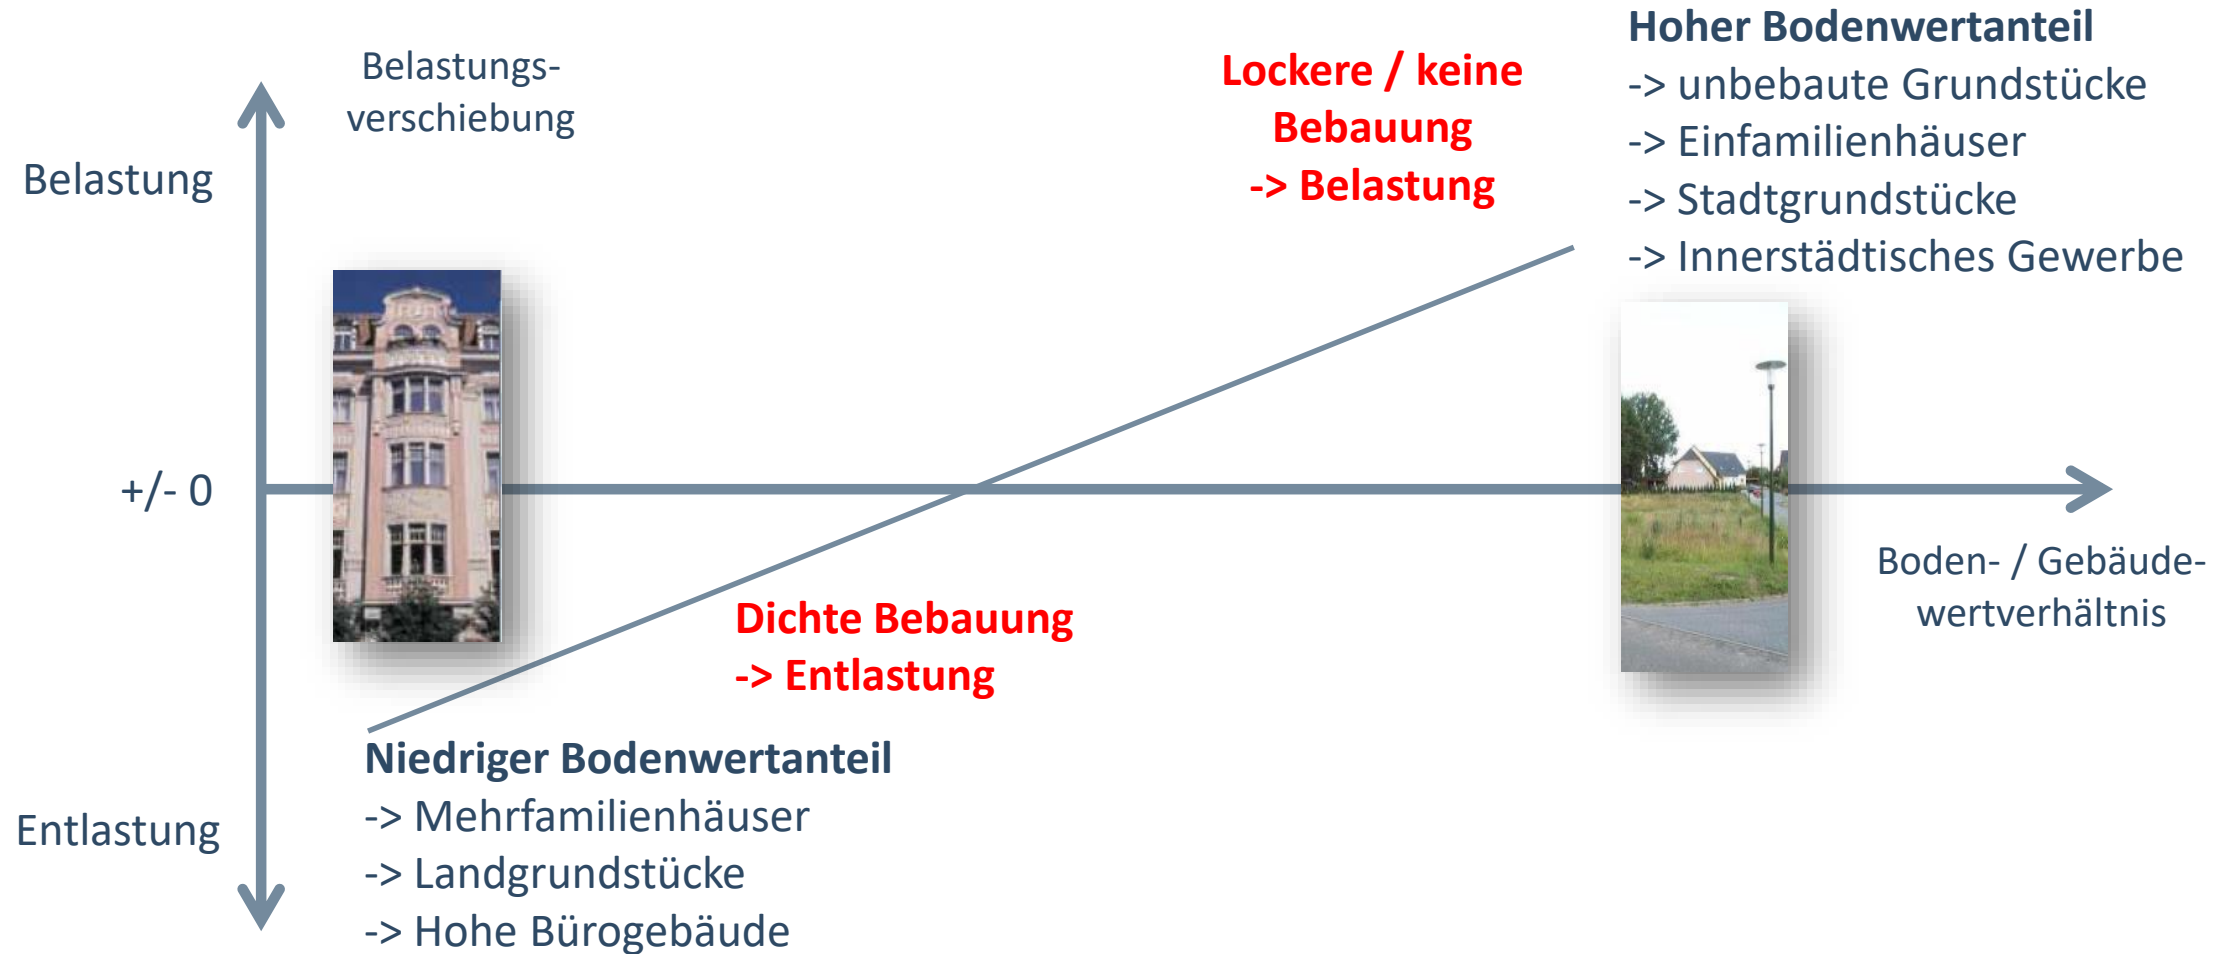 Belastungs-
verschiebung
Belastung
+/- 0
Entlastung
Lockere / keine
Bebauung
-> Belastung
Hoher Bodenwertanteil
-> unbebaute Grundstücke
-> Einfamilienhäuser
-> Stadtgrundstücke
-> Innerstädtisches Gewerbe
Boden- / Gebäude-
wertverhältnis
Dichte Bebauung
-> Entlastung
Niedriger Bodenwertanteil
-> Mehrfamilienhäuser
-> Landgrundstücke
-> Hohe Bürogebäude